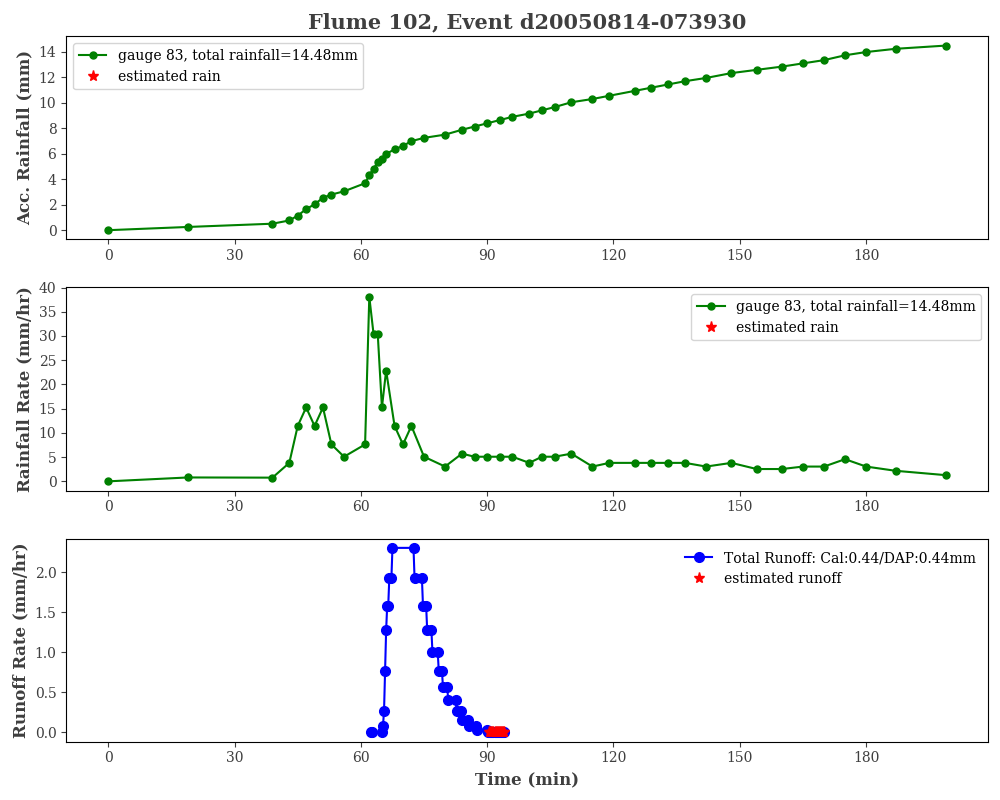 Flume 102, Event d20050814-073930
Acc. Rainfall (mm)
14
12
10
8
6
4
2
0
gauge 83, total rainfall=14.48mm
estimated rain
0 30 60 90 120 150 180
Rainfall Rate (mm/hr)
40
35
30
25
20
15
10
5
0
gauge 83, total rainfall=14.48mm
estimated rain
0 30 60 90 120 150 180
Runoff Rate (mm/hr)
2.0
1.5
1.0
0.5
0.0
Total Runoff: Cal:0.44/DAP:0.44mm
estimated runoff
0 30 60 90 120 150 180
Time (min)